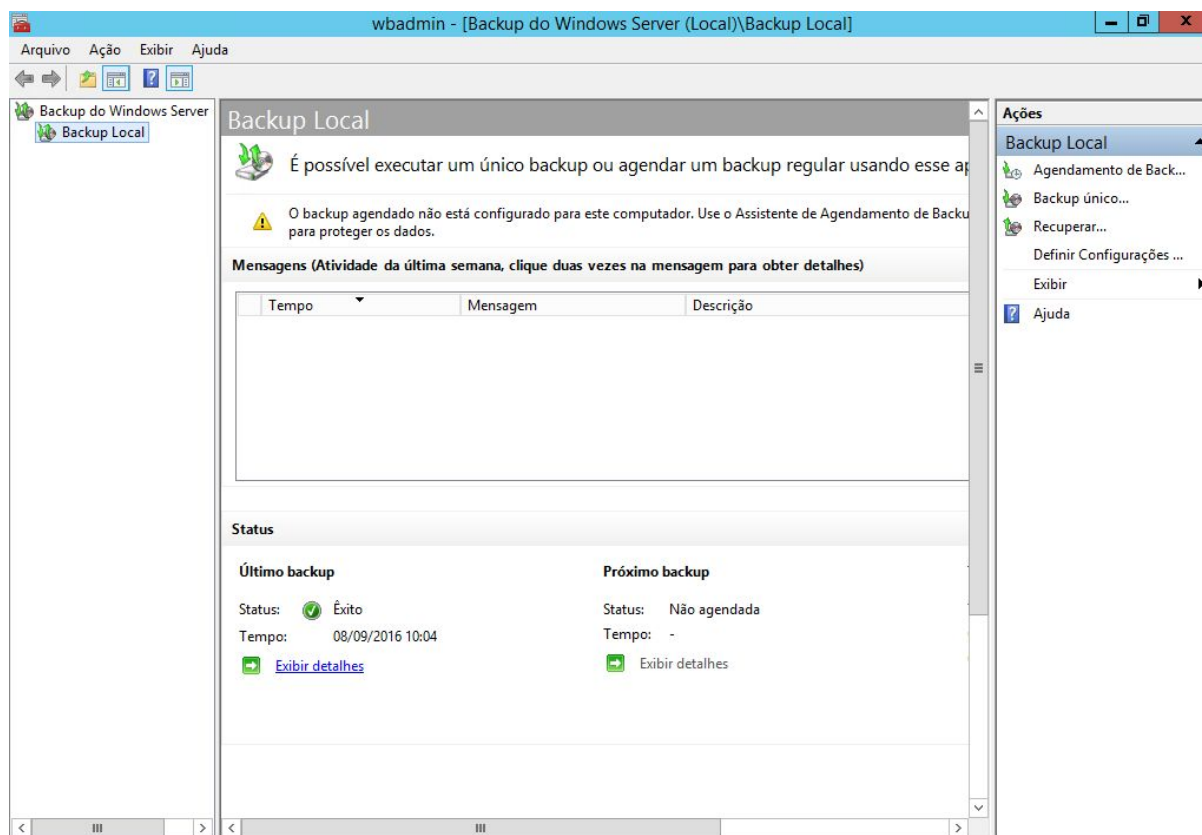 wbadmin - [Backup do Windows Server (Local)\Backup Local]
Arquivo Ação Exibir Ajuda
Backup do Windows Server
Backup Local
Backup Local
É possível executar um único backup ou agendar um backup regular usando esse
O backup agendado não está configurado para este computador. Use o Assistente de Agendamento de Backu
para proteger os dados.
Mensagens (Atividade da última semana, clique duas vezes na mensagem para obter detalhes)
Tempo Mensagem Descrição
Status
Último backup
Status: Êxito
Tempo: 08/09/2016 10:04
Exibir detalhes
Próximo backup
Status: Não agendada
Tempo: -
Exibir detalhes
Ações
Backup Local
Agendamento de Back...
Backup único...
Recuperar...
Definir Configurações ...
Exibir
Ajuda